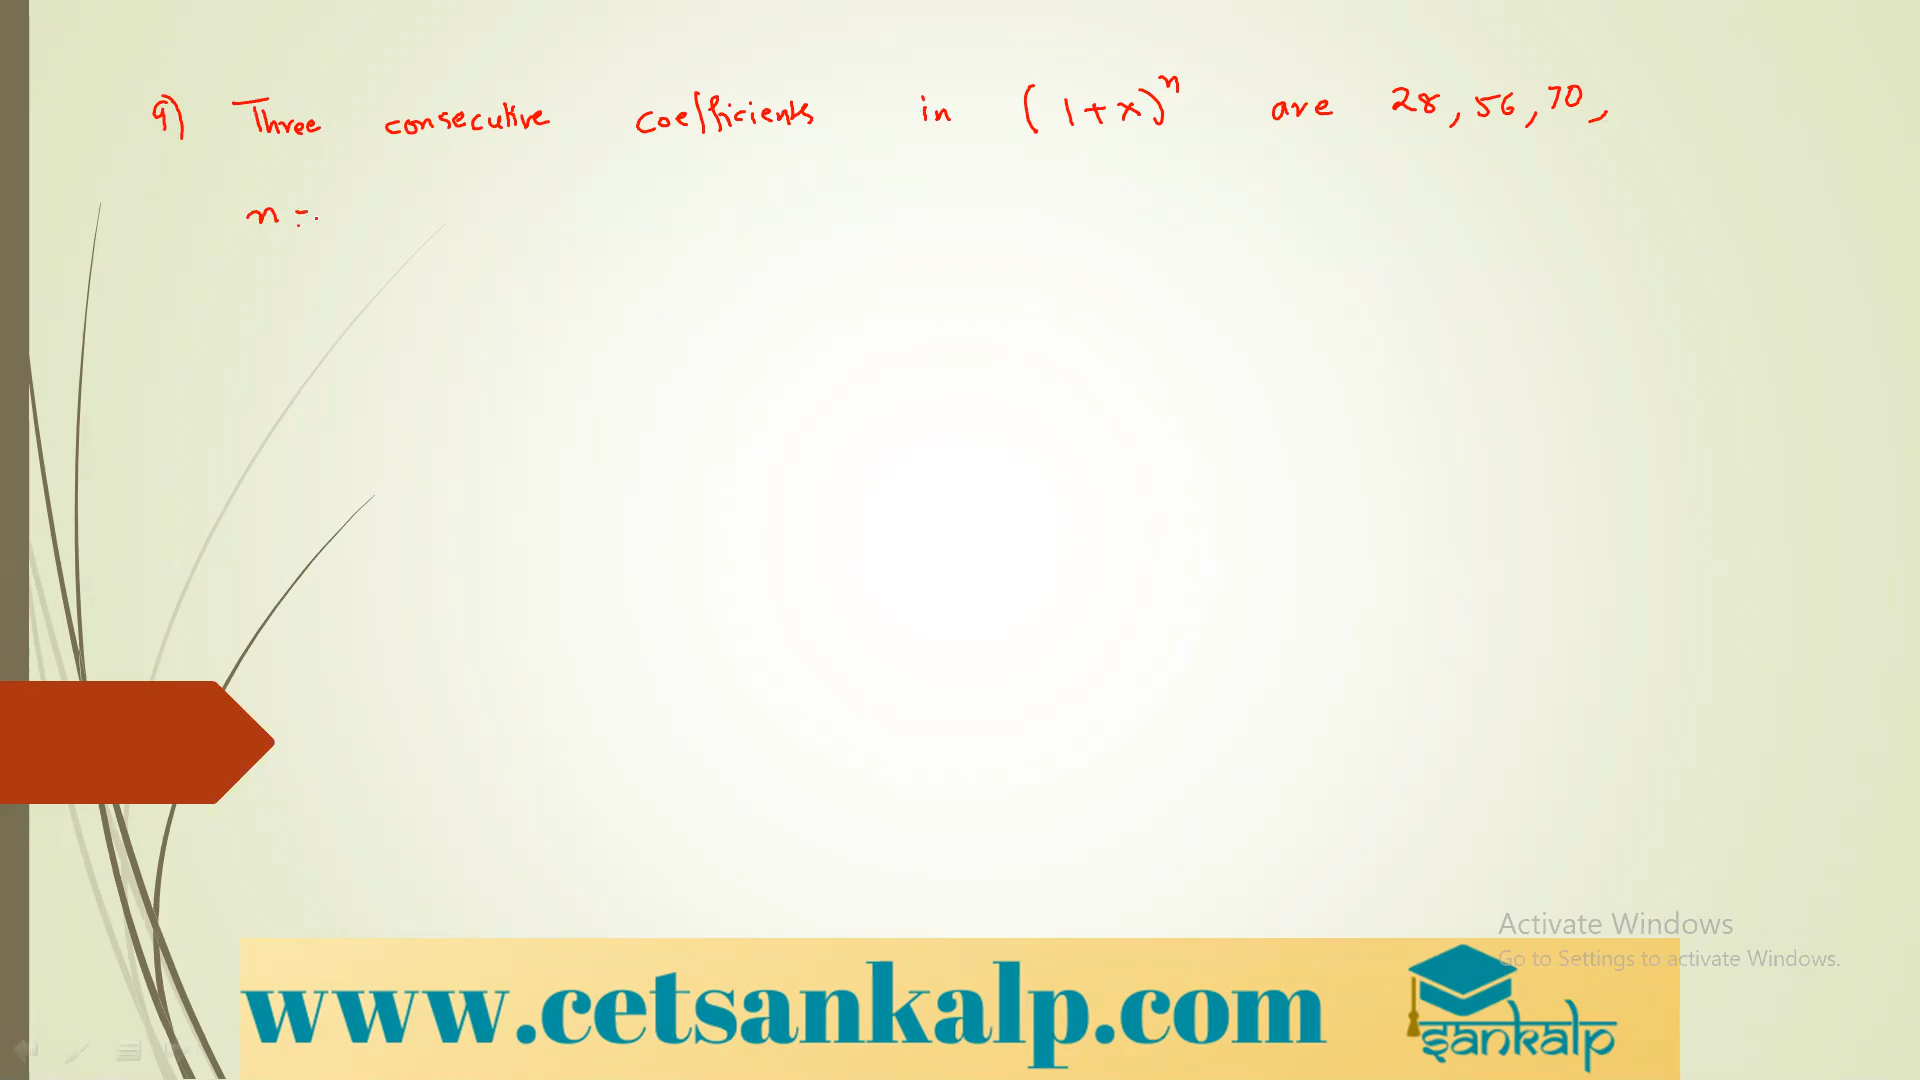 9) Three consecutive coefficients in (1+x)^n are 28, 56, 70,
n =
Activate Windows
Go to Settings to activate Windows.
www.cetsankalp.com
sankalp